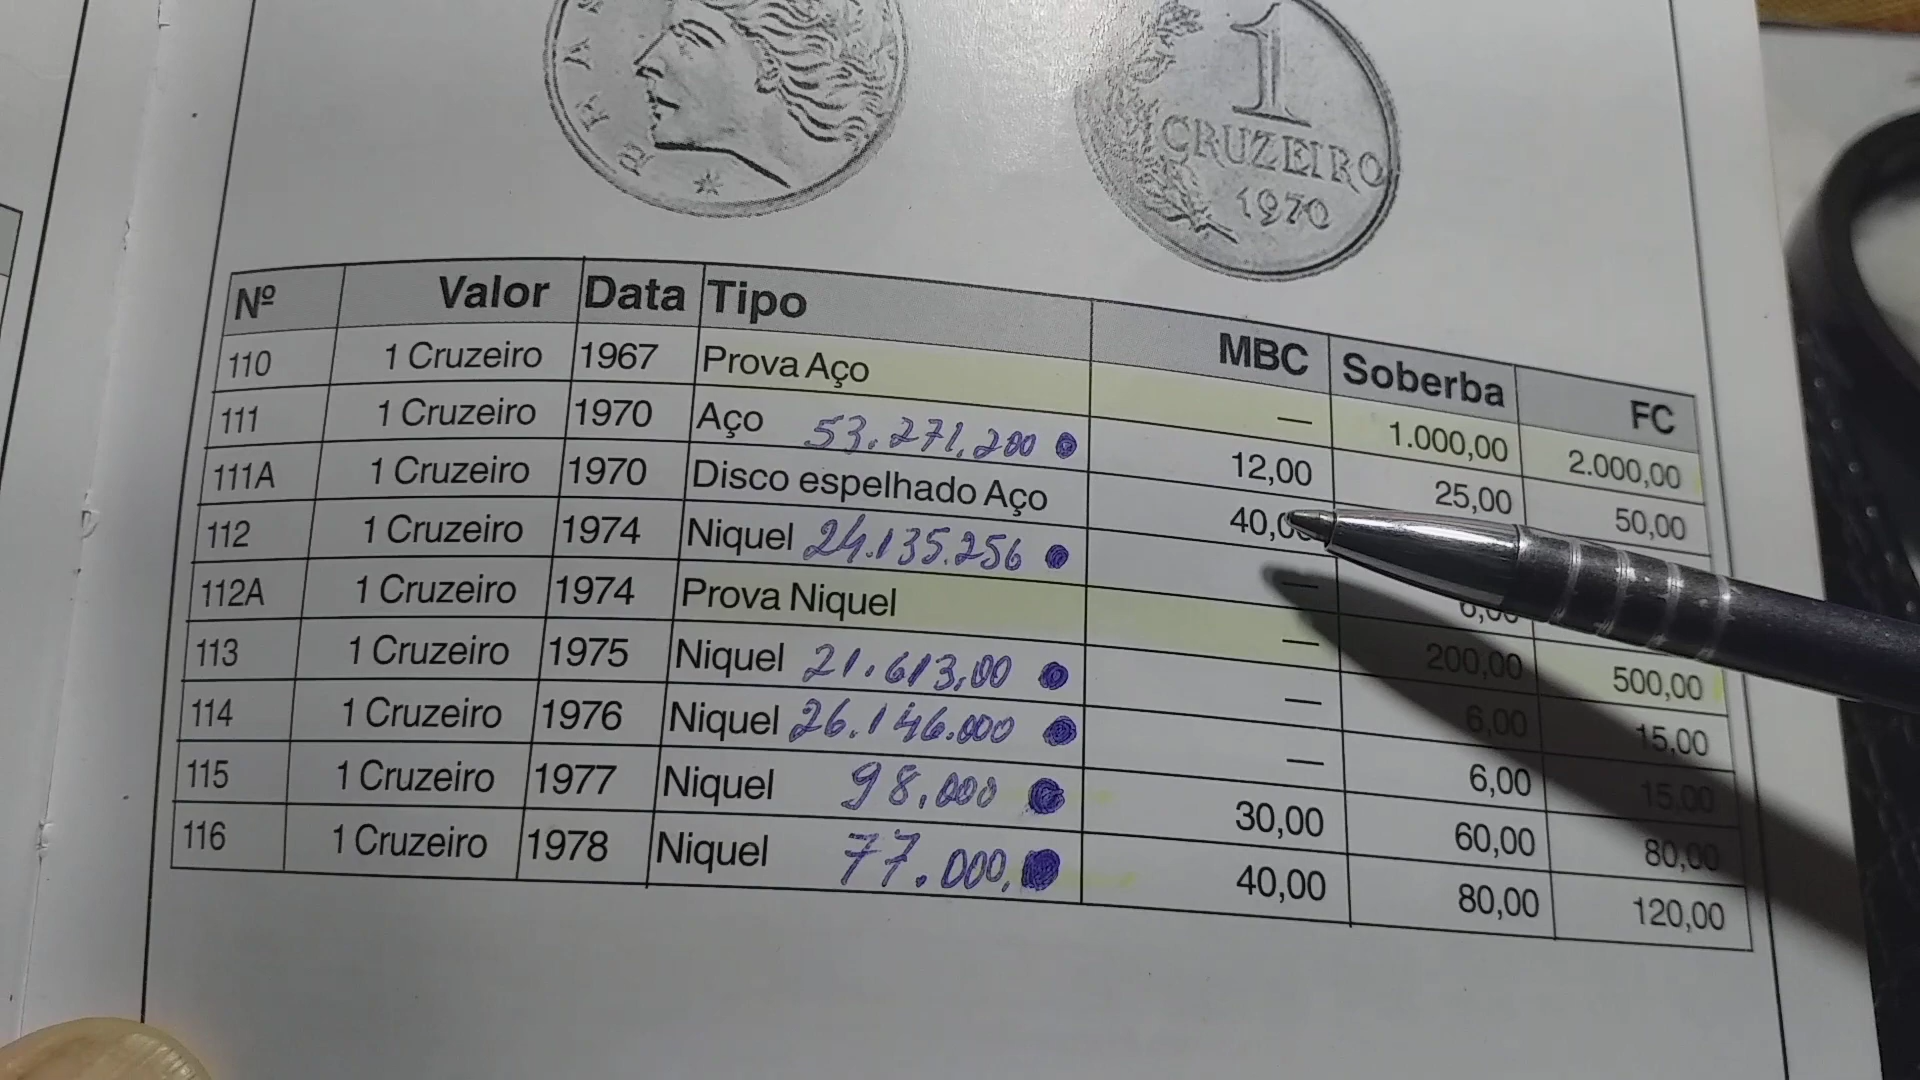 BRAS
1
CRUZEIRO
1970
Nº Valor Data Tipo MBC Soberba FC
110 1 Cruzeiro 1967 Prova Aço — 1.000,00 2.000,00
111 1 Cruzeiro 1970 Aço 53.271.200 12,00 25,00 50,00
111A 1 Cruzeiro 1970 Disco espelhado Aço 40,00
112 1 Cruzeiro 1974 Niquel 24.135.256 — 6,00
112A 1 Cruzeiro 1974 Prova Niquel — 200,00 500,00
113 1 Cruzeiro 1975 Niquel 21.613,00 — 6,00 15,00
114 1 Cruzeiro 1976 Niquel 26.146.000 — 6,00 15,00
115 1 Cruzeiro 1977 Niquel 98.000 30,00 60,00 80,00
116 1 Cruzeiro 1978 Niquel 77.000, 40,00 80,00 120,00